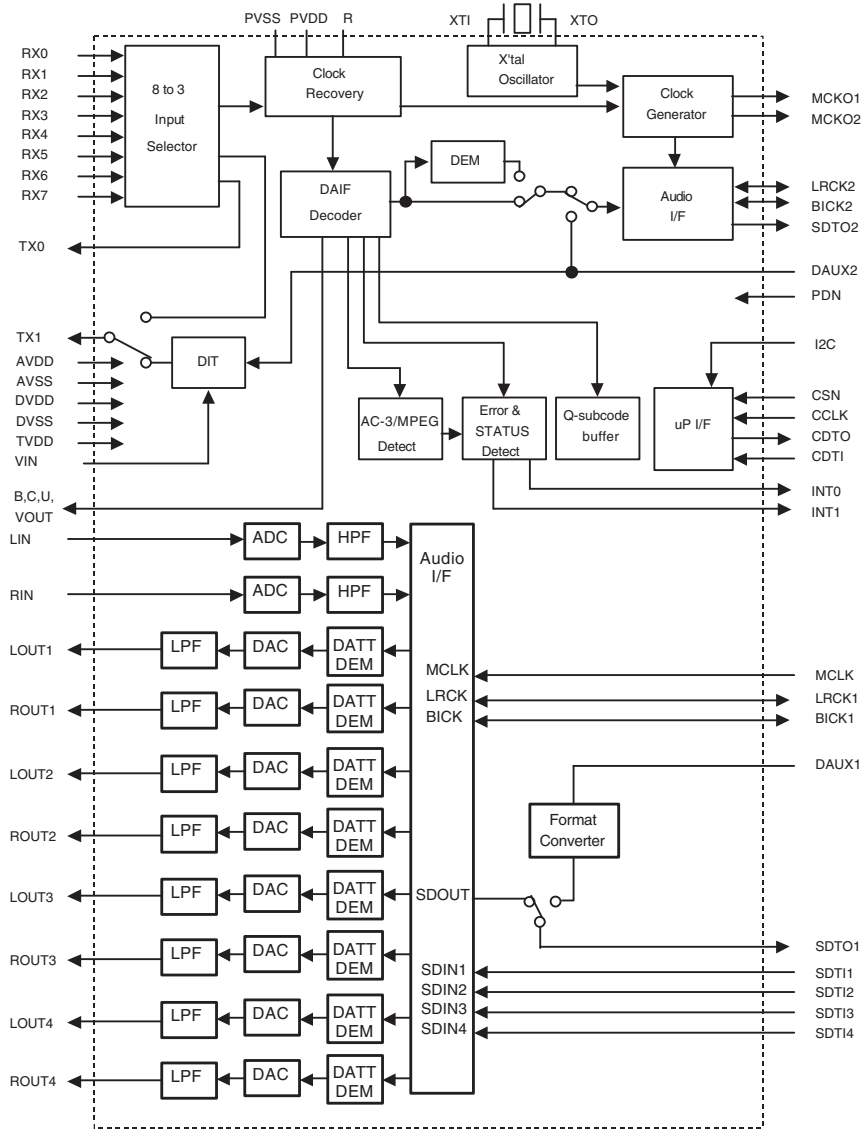 PVSS PVDD R XTI XTO
RX0
RX1
RX2
RX3
RX4
RX5
RX6
RX7
8 to 3
Input
Selector
Clock
Recovery
X'tal
Oscillator
Clock
Generator
MCKO1
MCKO2
DEM
DAIF
Decoder
Audio
I/F
LRCK2
BICK2
SDTO2
TX0
DAUX2
PDN
TX1
DIT
I2C
AVDD
AVSS
DVDD
DVSS
TVDD
VIN
AC-3/MPEG
Detect
Error &
STATUS
Detect
Q-subcode
buffer
uP I/F
CSN
CCLK
CDTO
CDTI
INT0
INT1
B,C,U,
VOUT
LIN
ADC HPF
Audio
I/F
RIN
ADC HPF
LOUT1
LPF DAC DATT
DEM
MCLK MCLK
LRCK LRCK1
BICK BICK1
ROUT1
LPF DAC DATT
DEM
LOUT2
LPF DAC DATT
DEM
DAUX1
Format
Converter
ROUT2
LPF DAC DATT
DEM
LOUT3
LPF DAC DATT
DEM
SDOUT
ROUT3
LPF DAC DATT
DEM
SDTO1
SDIN1 SDTI1
SDIN2 SDTI2
SDIN3 SDTI3
SDIN4 SDTI4
LOUT4
LPF DAC DATT
DEM
ROUT4
LPF DAC DATT
DEM